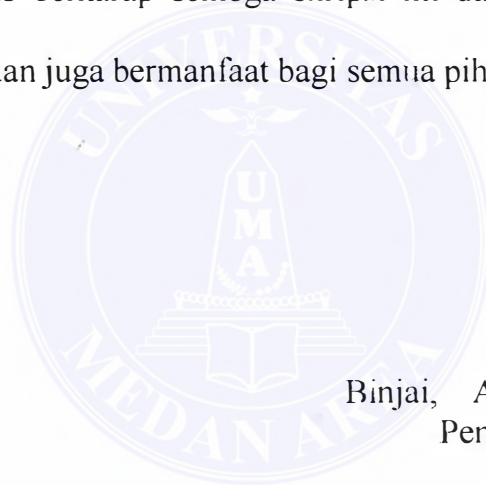 an juga bermanfaat bagi semua pih
UNIVERSITAS
UMA
MEDAN AREA
Binjai, A
Pen